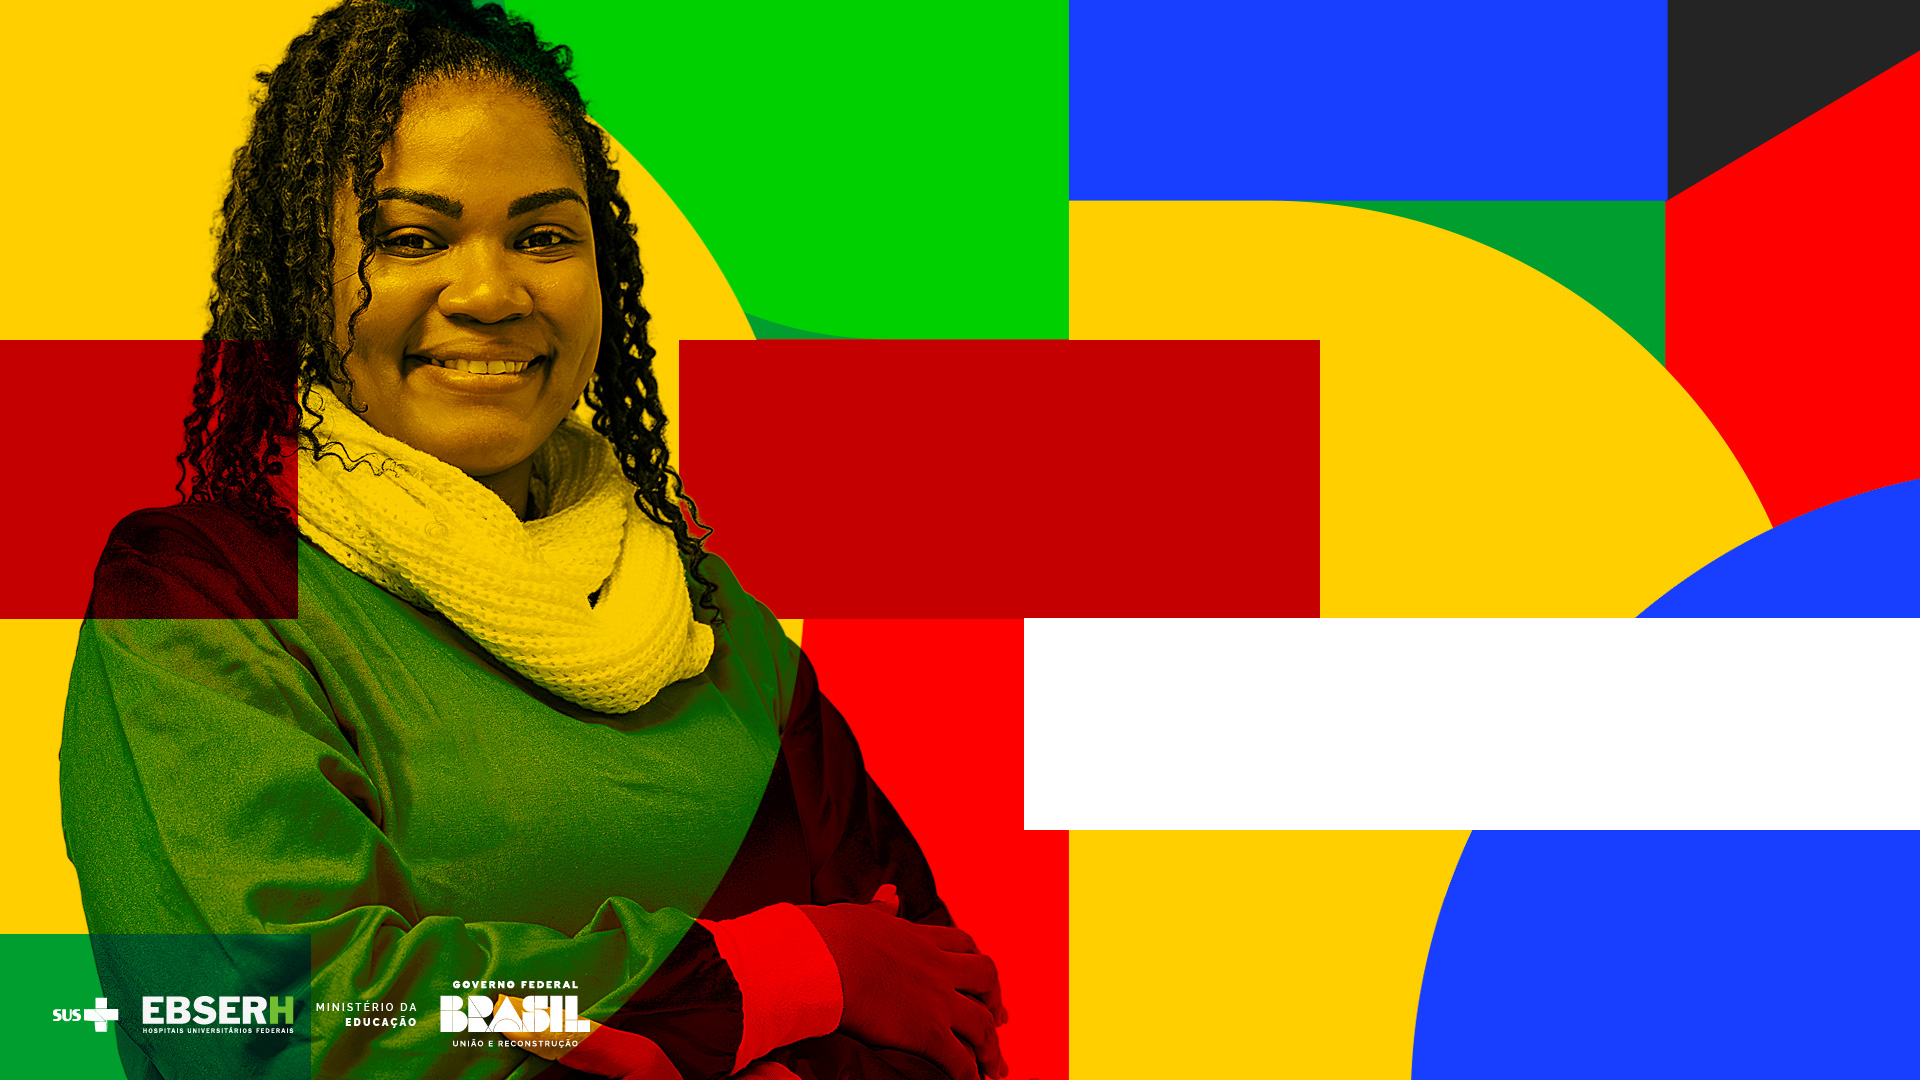 SUS
EBSERH
HOSPITAIS UNIVERSITÁRIOS FEDERAIS
MINISTÉRIO DA
EDUCAÇÃO
GOVERNO FEDERAL
BRASIL
UNIÃO E RECONSTRUÇÃO